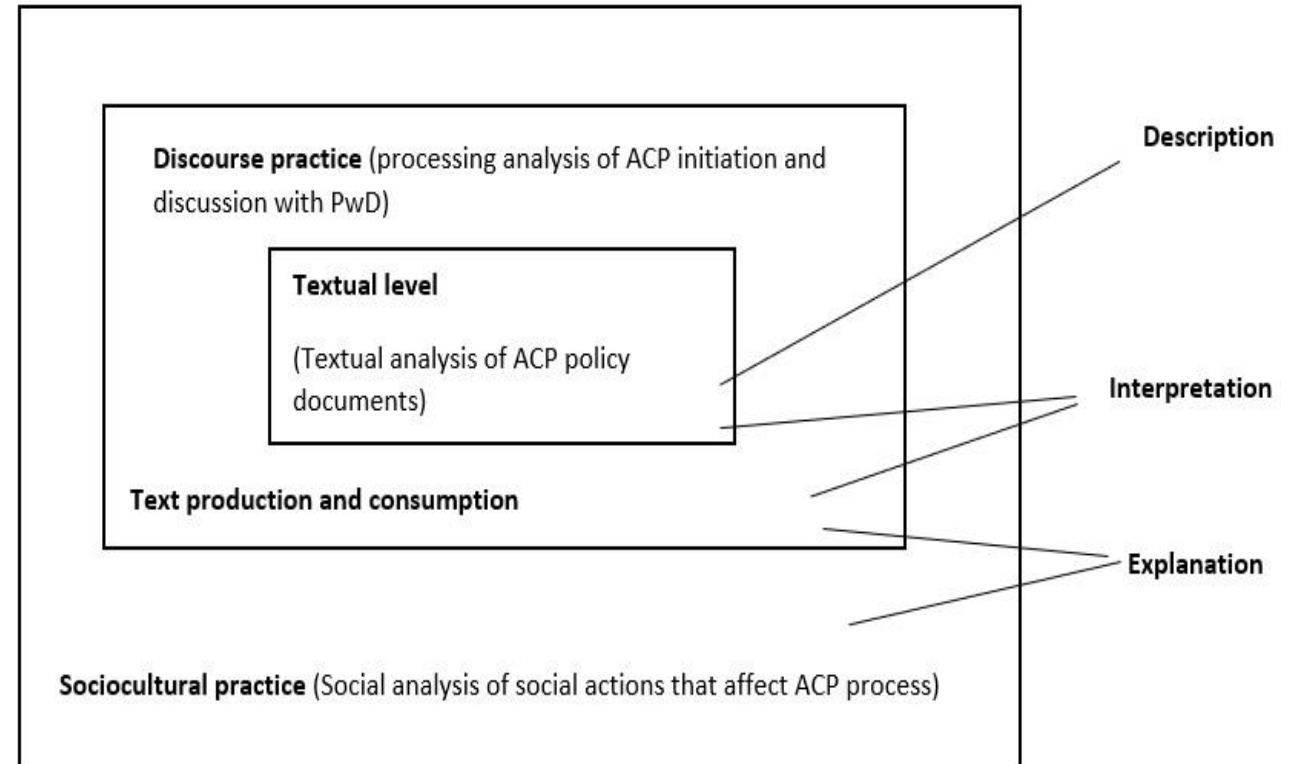 Description
Discourse practice (processing analysis of ACP initiation and
discussion with PwD)
Textual level
(Textual analysis of ACP policy
documents)
Interpretation
Text production and consumption
Explanation
Sociocultural practice (Social analysis of social actions that affect ACP process)